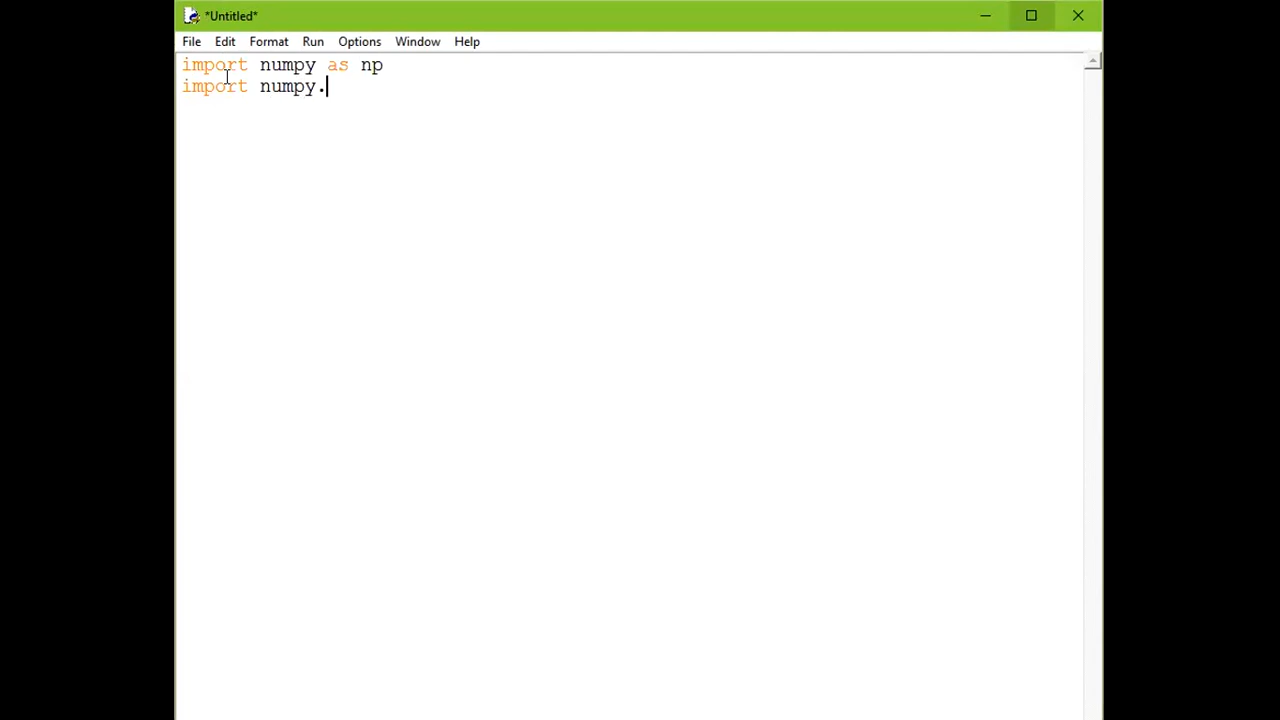 *Untitled*
File Edit Format Run Options Window Help
import numpy as np
import numpy.